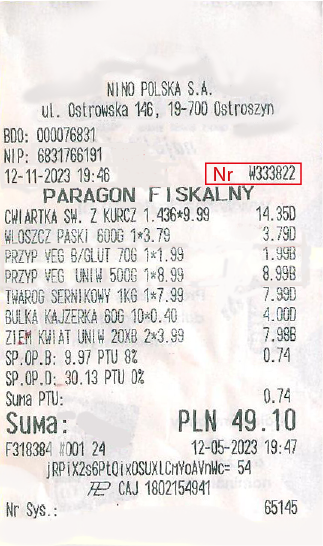 NINO POLSKA S.A.
ul. Ostrowska 146, 19-700 Ostroszyn
BDO: 000076831
NIP: 6831766191
12-11-2023 19:46 Nr W333822
PARAGON FISKALNY
CWIARTKA SW. Z KURCZ 1.436*9.99 14.35D
WLOSZCZ PASKI 600G 1*3.79 3.79D
PRZYP VEG B/GLUT 70G 1*1.99 1.99B
PRZYP VEG UNIW 500G 1*8.99 8.99B
TWAROG SERNIKOWY 1KG 1*7.99 7.99D
BULKA KAJZERKA 60G 10*0.40 4.00D
ZIEM KWIAT UNIW 20XB 2*3.99 7.98B
SP.OP.B: 9.97 PTU 8% 0.74
SP.OP.D: 30.13 PTU 0%
Suma PTU: 0.74
Suma: PLN 49.10
F318384 #001 24 12-05-2023 19:47
jRPiX2s6PtQixOSUXLCHYoAVnWc= 54
CAJ 1802154941
Nr Sys.: 65145